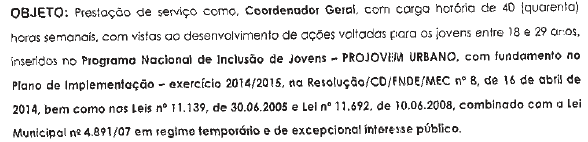 OBJETO: Prestação de serviço como, Coordenador Geral, com carga horária de 40 (quarenta)
horas semanais, com vistas ao desenvolvimento de ações voltadas para os jovens entre 18 e 29 anos,
inseridos no Programa Nacional de Inclusão de Jovens – PROJOVEM URBANO, com fundamento no
Plano de Implementação – exercício 2014/2015, na Resolução/CD/FNDE/MEC nº 8, de 16 de abril de
2014, bem como nas Leis nº 11.139, de 30.06.2005 e Lei nº 11.692, de 10.06.2008, combinado com a Lei
Municipal nº 4.891/07 em regime temporário e de excepcional interesse público.